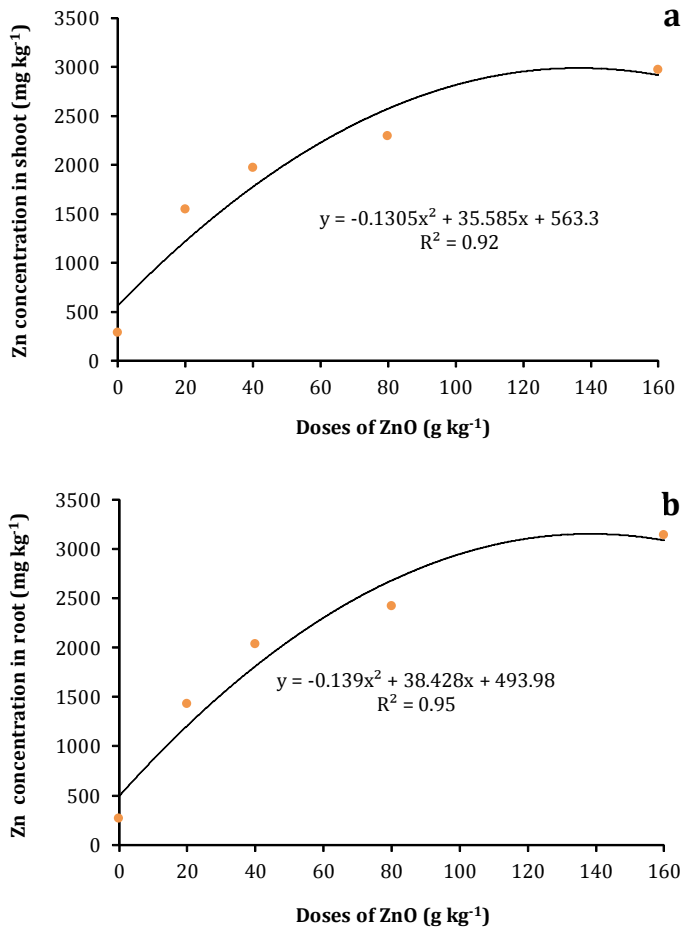 a
Zn concentration in shoot (mg kg⁻¹)
3500
3000
2500
2000
1500
1000
500
0
y = -0.1305x² + 35.585x + 563.3
R² = 0.92
0 20 40 60 80 100 120 140 160
Doses of ZnO (g kg⁻¹)
b
Zn concentration in root (mg kg⁻¹)
3500
3000
2500
2000
1500
1000
500
0
y = -0.139x² + 38.428x + 493.98
R² = 0.95
0 20 40 60 80 100 120 140 160
Doses of ZnO (g kg⁻¹)